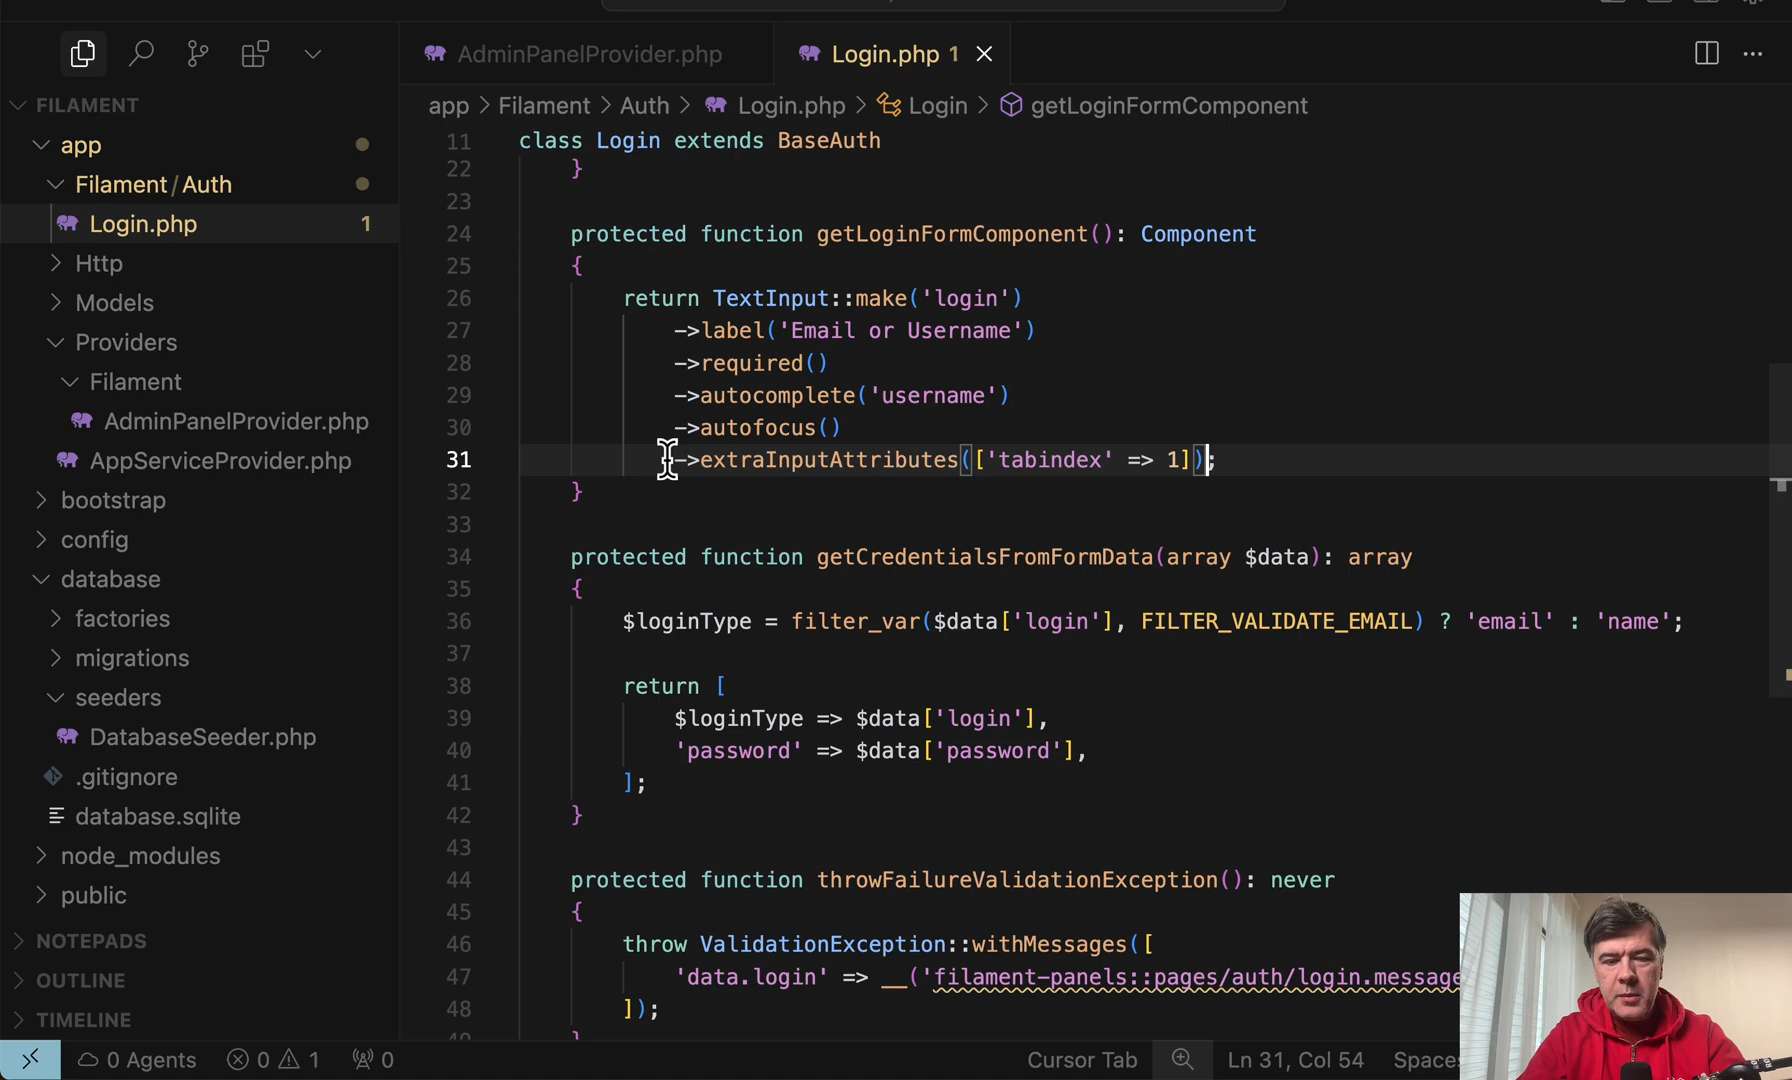 AdminPanelProvider.php
Login.php 1
FILAMENT
app > Filament > Auth > Login.php > Login > getLoginFormComponent
app
Filament/Auth
Login.php 1
Http
Models
Providers
Filament
AdminPanelProvider.php
AppServiceProvider.php
bootstrap
config
database
factories
migrations
seeders
DatabaseSeeder.php
.gitignore
database.sqlite
node_modules
public
NOTEPADS
OUTLINE
TIMELINE
11 class Login extends BaseAuth
22 }
23
24 protected function getLoginFormComponent(): Component
25 {
26 return TextInput::make('login')
27 ->label('Email or Username')
28 ->required()
29 ->autocomplete('username')
30 ->autofocus()
31 ->extraInputAttributes(['tabindex' => 1]);
32 }
33
34 protected function getCredentialsFromFormData(array $data): array
35 {
36 $loginType = filter_var($data['login'], FILTER_VALIDATE_EMAIL) ? 'email' : 'name';
37
38 return [
39 $loginType => $data['login'],
40 'password' => $data['password'],
41 ];
42 }
43
44 protected function throwFailureValidationException(): never
45 {
46 throw ValidationException::withMessages([
47 'data.login' => __('filament-panels::pages/auth/login.message
48 ]);
0 Agents 0 1 0
Cursor Tab Ln 31, Col 54 Spaces